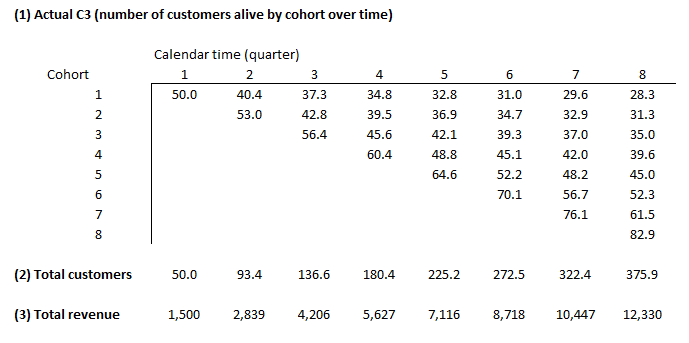 (1) Actual C3 (number of customers alive by cohort over time)
Calendar time (quarter)
Cohort 1 2 3 4 5 6 7 8
1 50.0 40.4 37.3 34.8 32.8 31.0 29.6 28.3
2 53.0 42.8 39.5 36.9 34.7 32.9 31.3
3 56.4 45.6 42.1 39.3 37.0 35.0
4 60.4 48.8 45.1 42.0 39.6
5 64.6 52.2 48.2 45.0
6 70.1 56.7 52.3
7 76.1 61.5
8 82.9
(2) Total customers 50.0 93.4 136.6 180.4 225.2 272.5 322.4 375.9
(3) Total revenue 1,500 2,839 4,206 5,627 7,116 8,718 10,447 12,330